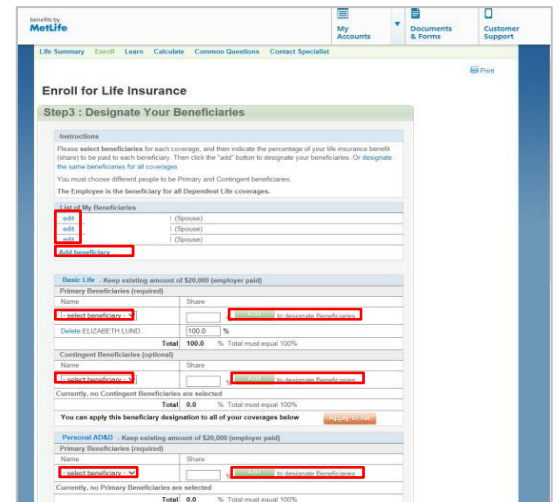 benefits by
MetLife
My
Accounts
Documents
& Forms
Customer
Support
Life Summary Enroll Learn Calculate Common Questions Contact Specialist
Print
Enroll for Life Insurance
Step3 : Designate Your Beneficiaries
Instructions
Please select beneficiaries for each coverage, and then indicate the percentage of your life insurance benefit
(share) to be paid to each beneficiary. Then click the "add" button to designate your beneficiaries. Or designate
the same beneficiaries for all coverages.
You must choose different people to be Primary and Contingent beneficiaries.
The Employee is the beneficiary for all Dependent Life coverages.
List of My Beneficiaries
edit (Spouse)
edit (Spouse)
edit (Spouse)
Add beneficiary
Basic Life - Keep existing amount of $20,000 (employer paid)
Primary Beneficiaries (required)
Name Share
- select beneficiary - % Add to designate Beneficiaries
Delete ELIZABETH LUND 100.0 %
Total 100.0 % Total must equal 100%
Contingent Beneficiaries (optional)
Name Share
- select beneficiary - % Add to designate Beneficiaries
Currently, no Contingent Beneficiaries are selected
Total 0.0 % Total must equal 100%
You can apply this beneficiary designation to all of your coverages below Apply to All
Personal AD&D - Keep existing amount of $20,000 (employer paid)
Primary Beneficiaries (required)
Name Share
- select beneficiary - % Add to designate Beneficiaries
Currently, no Primary Beneficiaries are selected
Total 0.0 % Total must equal 100%